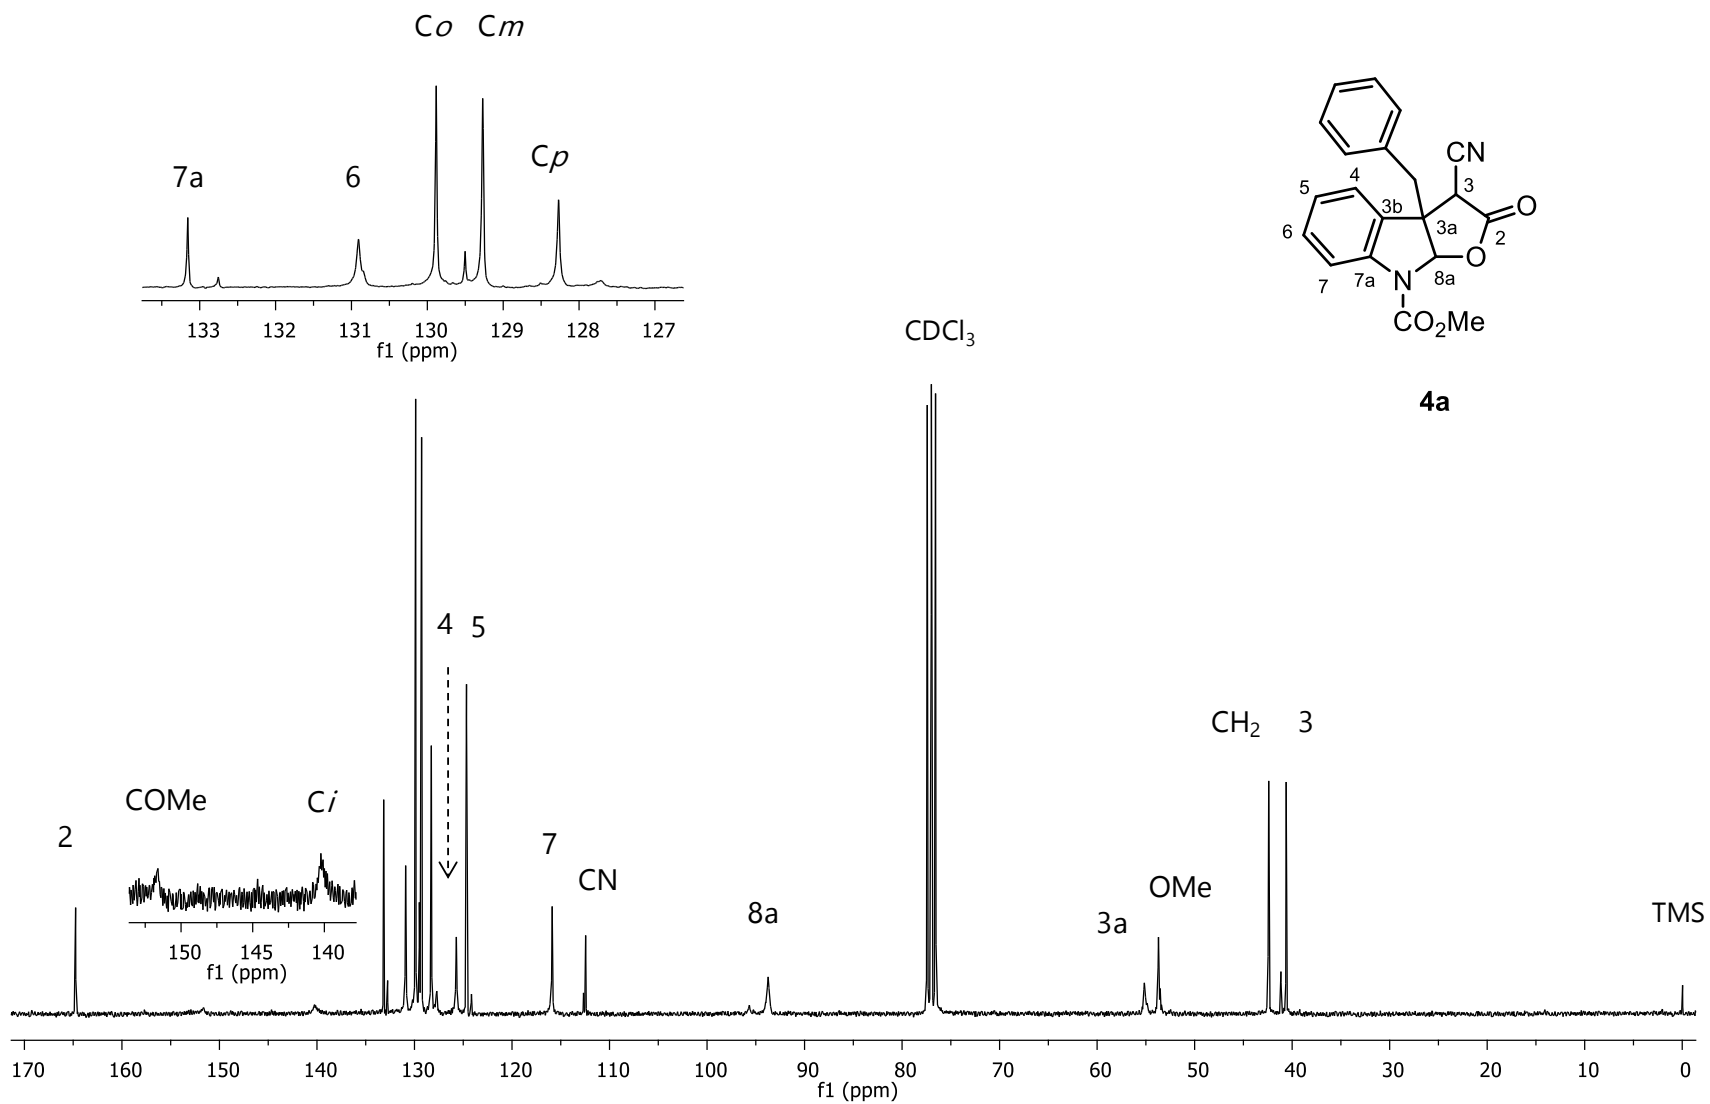 Co Cm
Cp
7a 6
133 132 131 130 129 128 127
f1 (ppm)
CN
4 3
5
3b O
6 3a 2
O
7 7a N 8a
CO2Me
4a
CDCl3
4 5
CH2 3
COMe Ci
2 7
CN OMe
8a 3a TMS
150 145 140
f1 (ppm)
170 160 150 140 130 120 110 100 90 80 70 60 50 40 30 20 10 0
f1 (ppm)